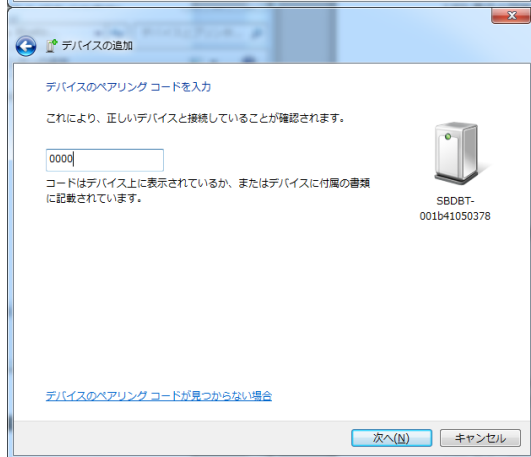 デバイスの追加
デバイスのペアリング コードを入力
これにより、正しいデバイスと接続していることが確認されます。
0000
コードはデバイス上に表示されているか、またはデバイスに付属の書類
に記載されています。
SBDBT-
001b41050378
デバイスのペアリング コードが見つからない場合
次へ(N)
キャンセル